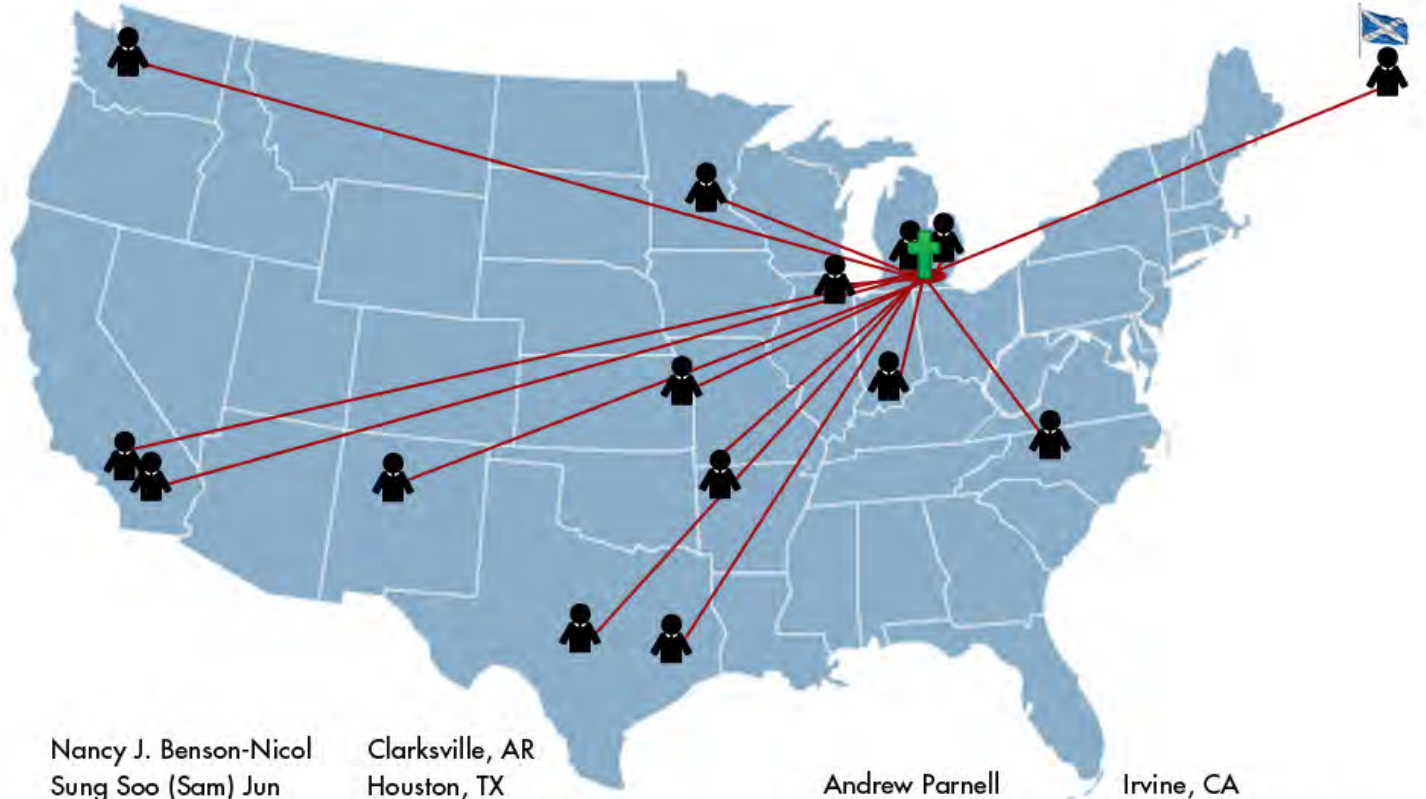 Nancy J. Benson-Nicol Clarksville, AR
Sung Soo (Sam) Jun Houston, TX
Andrew Parnell Irvine, CA